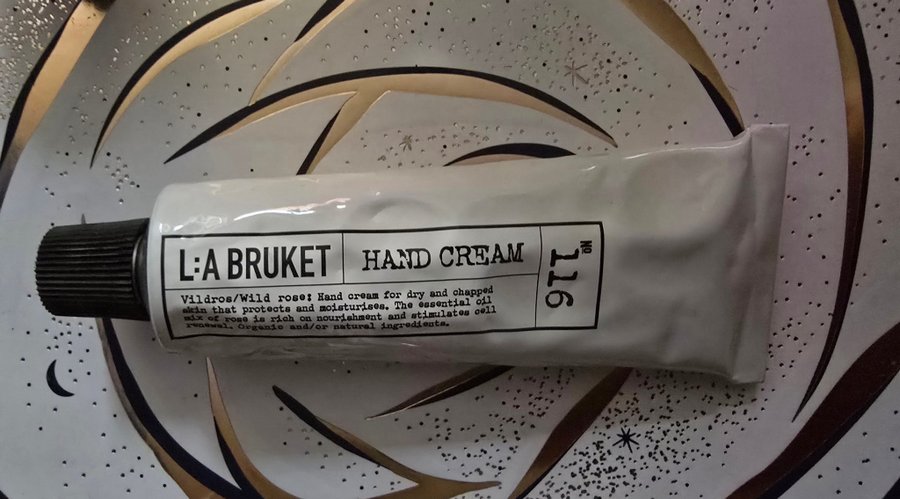 L:A BRUKET
HAND CREAM
No 116
Vildros/Wild rose: Hand cream for dry and chapped
skin that protects and moisturises. The essential oil
mix of rose is rich on nourishment and stimulates cell
renewal. Organic and/or natural ingredients.